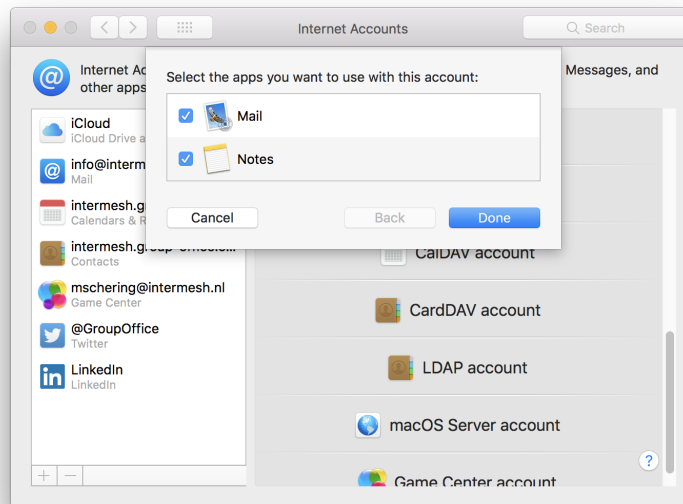 Internet Accounts
Search
Internet Ac
other apps
Messages, and
Select the apps you want to use with this account:
Mail
Notes
Cancel
Back
Done
iCloud
iCloud Drive a
info@interm
Mail
intermesh.g
Calendars & R
Contacts
mschering@intermesh.nl
Game Center
@GroupOffice
Twitter
LinkedIn
LinkedIn
CalDAV account
CardDAV account
LDAP account
macOS Server account
Game Center account
+
−
?